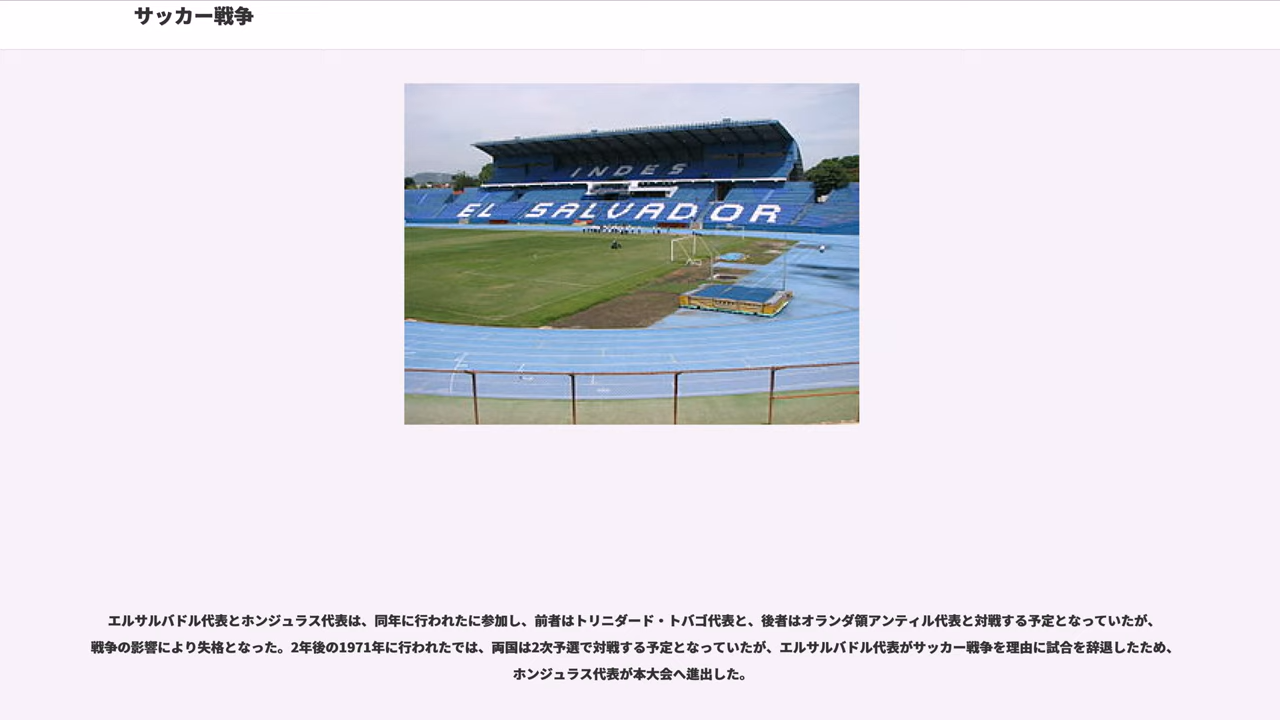 サッカー戦争
INDES
EL SALVADOR
エルサルバドル代表とホンジュラス代表は、同年に行われたに参加し、前者はトリニダード・トバゴ代表と、後者はオランダ領アンティル代表と対戦する予定となっていたが、
戦争の影響により失格となった。2年後の1971年に行われたでは、両国は2次予選で対戦する予定となっていたが、エルサルバドル代表がサッカー戦争を理由に試合を辞退したため、
ホンジュラス代表が本大会へ進出した。